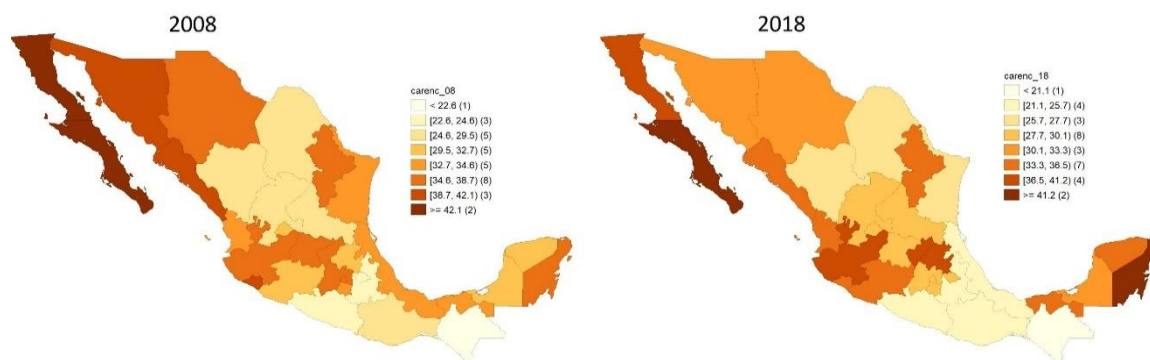 2008
carenc_08
< 22.6 (1)
[22.6, 24.6) (3)
[24.6, 29.5) (5)
[29.5, 32.7) (5)
[32.7, 34.6) (5)
[34.6, 38.7) (8)
[38.7, 42.1) (3)
>= 42.1 (2)
2018
carenc_18
< 21.1 (1)
[21.1, 25.7) (4)
[25.7, 27.7) (3)
[27.7, 30.1) (8)
[30.1, 33.3) (3)
[33.3, 36.5) (7)
[36.5, 41.2) (4)
>= 41.2 (2)